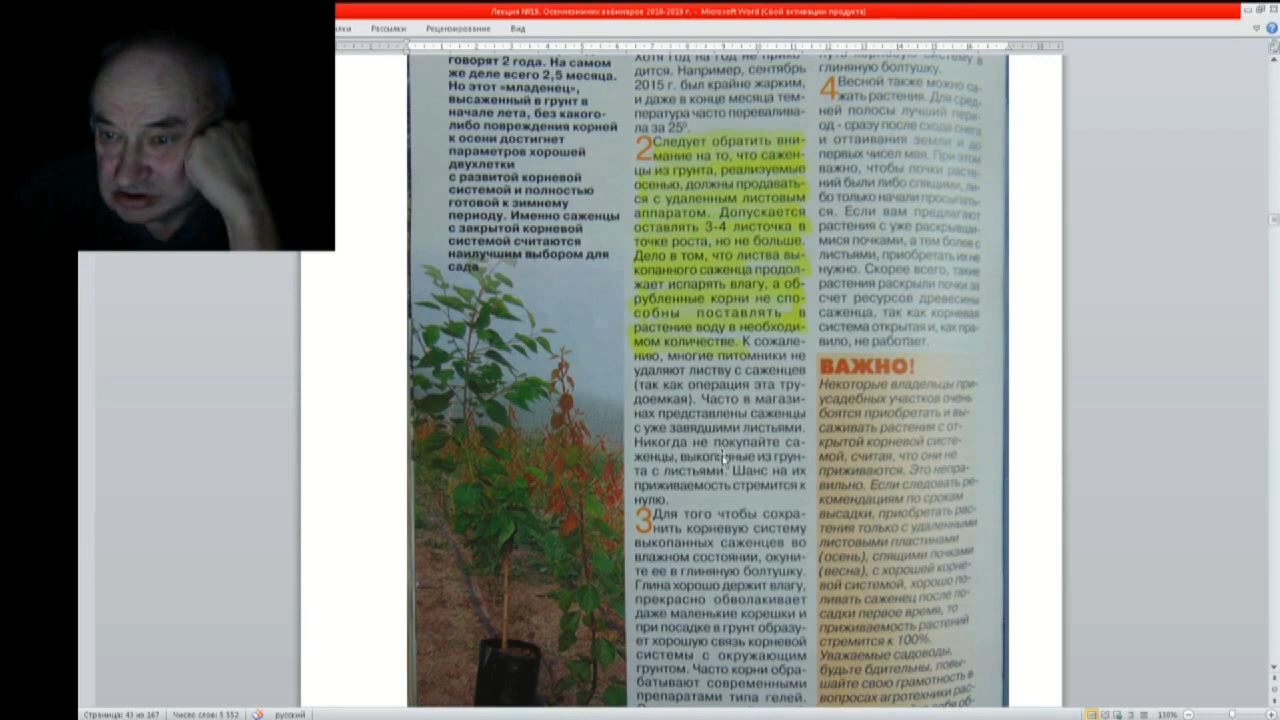 Лекция №19. Осеннезимних вебинаров 2018-2019 г. - Microsoft Word (Сбой активации продукта)
Рассылки
Рецензирование
Вид
говорят 2 года. На самом
же деле всего 2,5 месяца.
Но этот «младенец»,
высаженный в грунт в
начале лета, без какого-
либо повреждения корней
к осени достигнет
параметров хорошей
двухлетки
с развитой корневой
системой и полностью
готовой к зимнему
периоду. Именно саженцы
с закрытой корневой
системой считаются
наилучшим выбором для
сада
Хотя год на год не прихо-
дится. Например, сентябрь
2015 г. был крайне жарким,
и даже в конце месяца тем-
пература часто перевалива-
ла за 25°.
2 Следует обратить вни-
мание на то, что сажен-
цы из грунта, реализуемые
осенью, должны продавать-
ся с удаленным листовым
аппаратом. Допускается
оставлять 3-4 листочка в
точке роста, но не больше.
Дело в том, что листва вы-
копанного саженца продол-
жает испарять влагу, а об-
рубленные корни не спо-
собны поставлять в
растение воду в необходи-
мом количестве. К сожале-
нию, многие питомники не
удаляют листву с саженцев
(так как операция эта тру-
доемкая). Часто в магази-
нах представлены саженцы
с уже завядшими листьями.
Никогда не покупайте са-
женцы, выкопанные из грун-
та с листьями. Шанс на их
приживаемость стремится к
нулю.
3 Для того чтобы сохра-
нить корневую систему
выкопанных саженцев во
влажном состоянии, окуни-
те ее в глиняную болтушку.
Глина хорошо держит влагу,
прекрасно обволакивает
даже маленькие корешки и
при посадке в грунт образу-
ет хорошую связь корневой
системы с окружающим
грунтом. Часто корни обра-
батывают современными
препаратами типа гелей.
путь корневую систему в
глиняную болтушку.
4 Весной также можно са-
жать растения. Для сред-
ней полосы лучший пери-
од - сразу после схода снега
и оттаивания земли и до
первых чисел мая. При этом
важно, чтобы почки расте-
ний были либо спящими, ли-
бо только начали просыпать-
ся. Если вам предлагают
растения с уже раскрывши-
мися почками, а тем более с
листьями, приобретать их не
нужно. Скорее всего, такие
растения раскрыли почки за
счет ресурсов древесины
саженца, так как корневая
система открытая и, как пра-
вило, не работает.
ВАЖНО!
Некоторые владельцы при-
усадебных участков очень
боятся приобретать и вы-
саживать растения с от-
крытой корневой систе-
мой, считая, что они не
приживаются. Это непра-
вильно. Если следовать ре-
комендациям по срокам
высадки, приобретать рас-
тения только с удаленными
листовыми пластинами
(осень), спящими почками
(весна), с хорошей корне-
вой системой, хорошо по-
ливать саженец после по-
садки первое время, то
приживаемость растений
стремится к 100%.
Уважаемые садоводы,
будьте бдительны, повы-
шайте свою грамотность в
вопросах агротехники рас-
Страница: 43 из 167
Число слов: 5 552
русский
130%